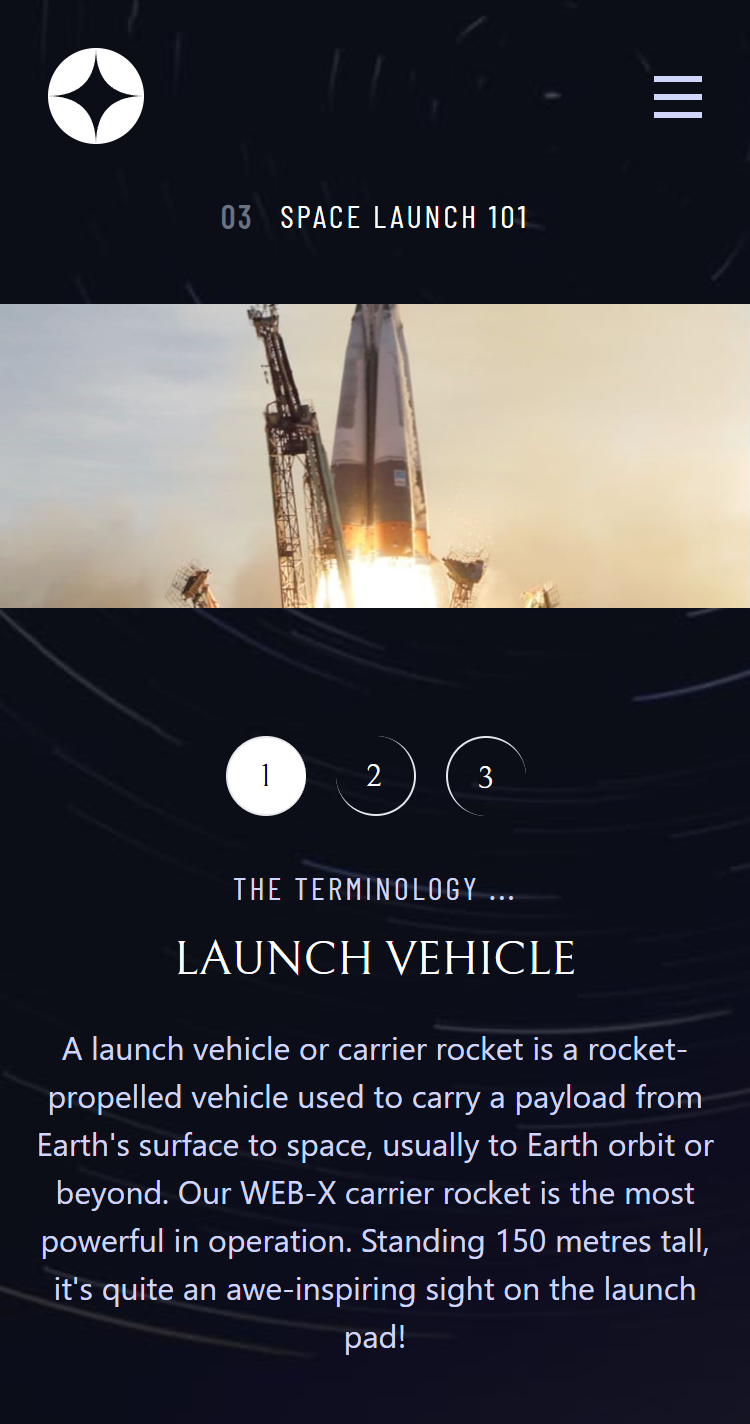 03 SPACE LAUNCH 101
1 2 3
THE TERMINOLOGY ...
LAUNCH VEHICLE
A launch vehicle or carrier rocket is a rocket-
propelled vehicle used to carry a payload from
Earth's surface to space, usually to Earth orbit or
beyond. Our WEB-X carrier rocket is the most
powerful in operation. Standing 150 metres tall,
it's quite an awe-inspiring sight on the launch
pad!